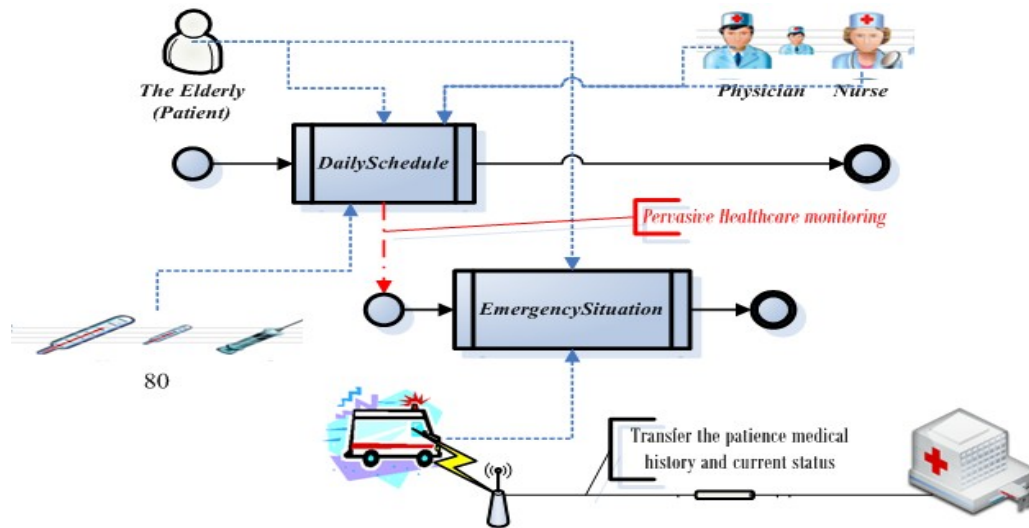 The Elderly
(Patient)
Physician
Nurse
DailySchedule
Pervasive Healthcare monitoring
EmergencySituation
80
Transfer the patience medical
history and current status